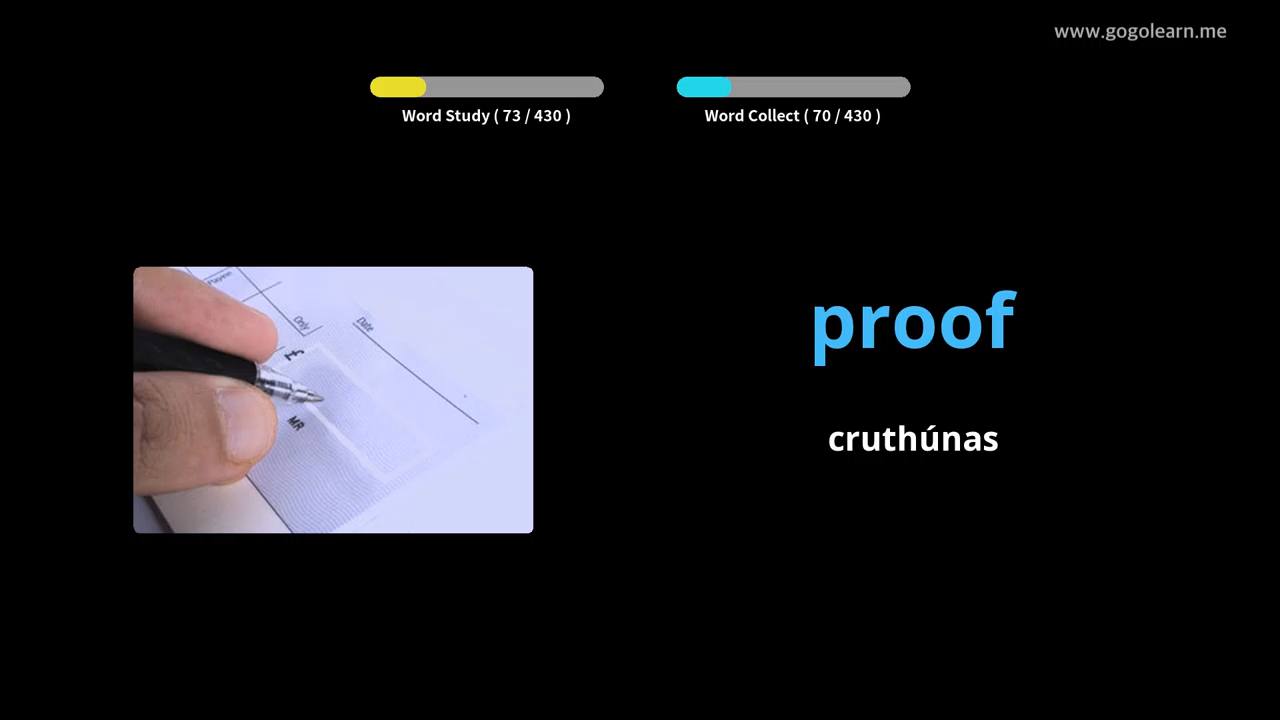 www.gogolearn.me
Word Study ( 73 / 430 )
Word Collect ( 70 / 430 )
proof
cruthúnas
Only
Date
MR